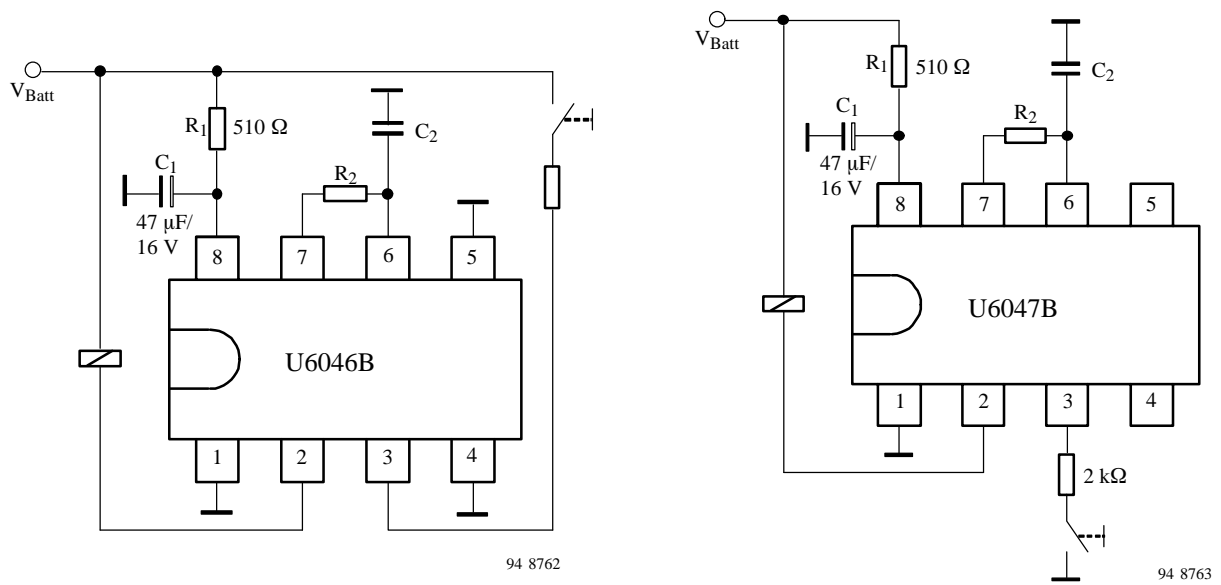 V_Batt
R₁
510 Ω
C₁
47 μF/
16 V
R₂
C₂
8
7
6
5
U6046B
1
2
3
4
94 8762
V_Batt
R₁
510 Ω
C₁
47 μF/
16 V
R₂
C₂
8
7
6
5
U6047B
1
2
3
4
2 kΩ
94 8763